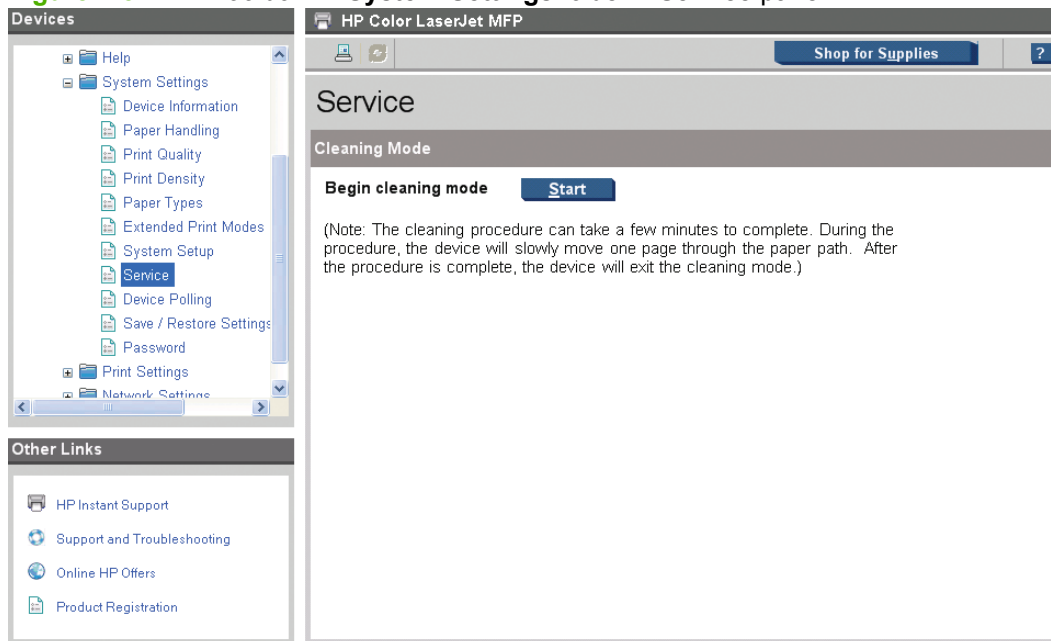 Devices
HP Color LaserJet MFP
Help
System Settings
Device Information
Paper Handling
Print Quality
Print Density
Paper Types
Extended Print Modes
System Setup
Service
Device Polling
Save / Restore Settings
Password
Print Settings
Network Settings
Other Links
HP Instant Support
Support and Troubleshooting
Online HP Offers
Product Registration
Shop for Supplies
?
Service
Cleaning Mode
Begin cleaning mode Start
(Note: The cleaning procedure can take a few minutes to complete. During the
procedure, the device will slowly move one page through the paper path. After
the procedure is complete, the device will exit the cleaning mode.)